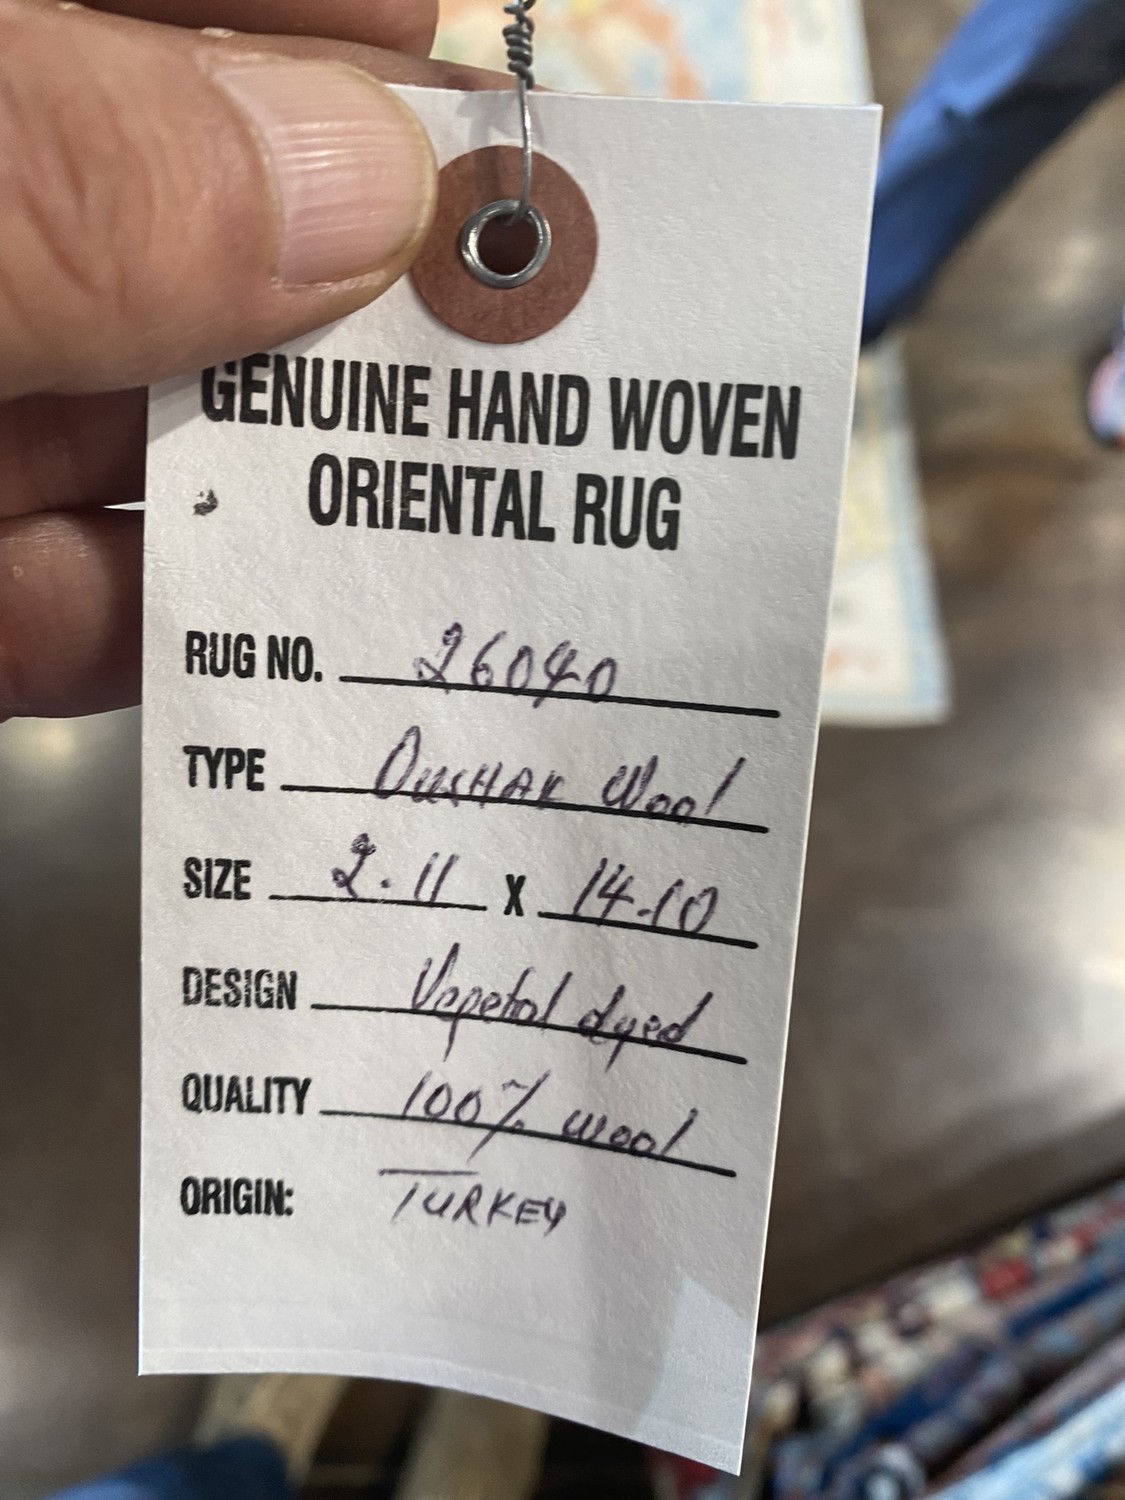 GENUINE HAND WOVEN
ORIENTAL RUG
RUG NO. 26040
TYPE OuSHAK Wool
SIZE 2.11 X 14.10
DESIGN Vegetal dyed
QUALITY 100% wool
ORIGIN: TURKEY